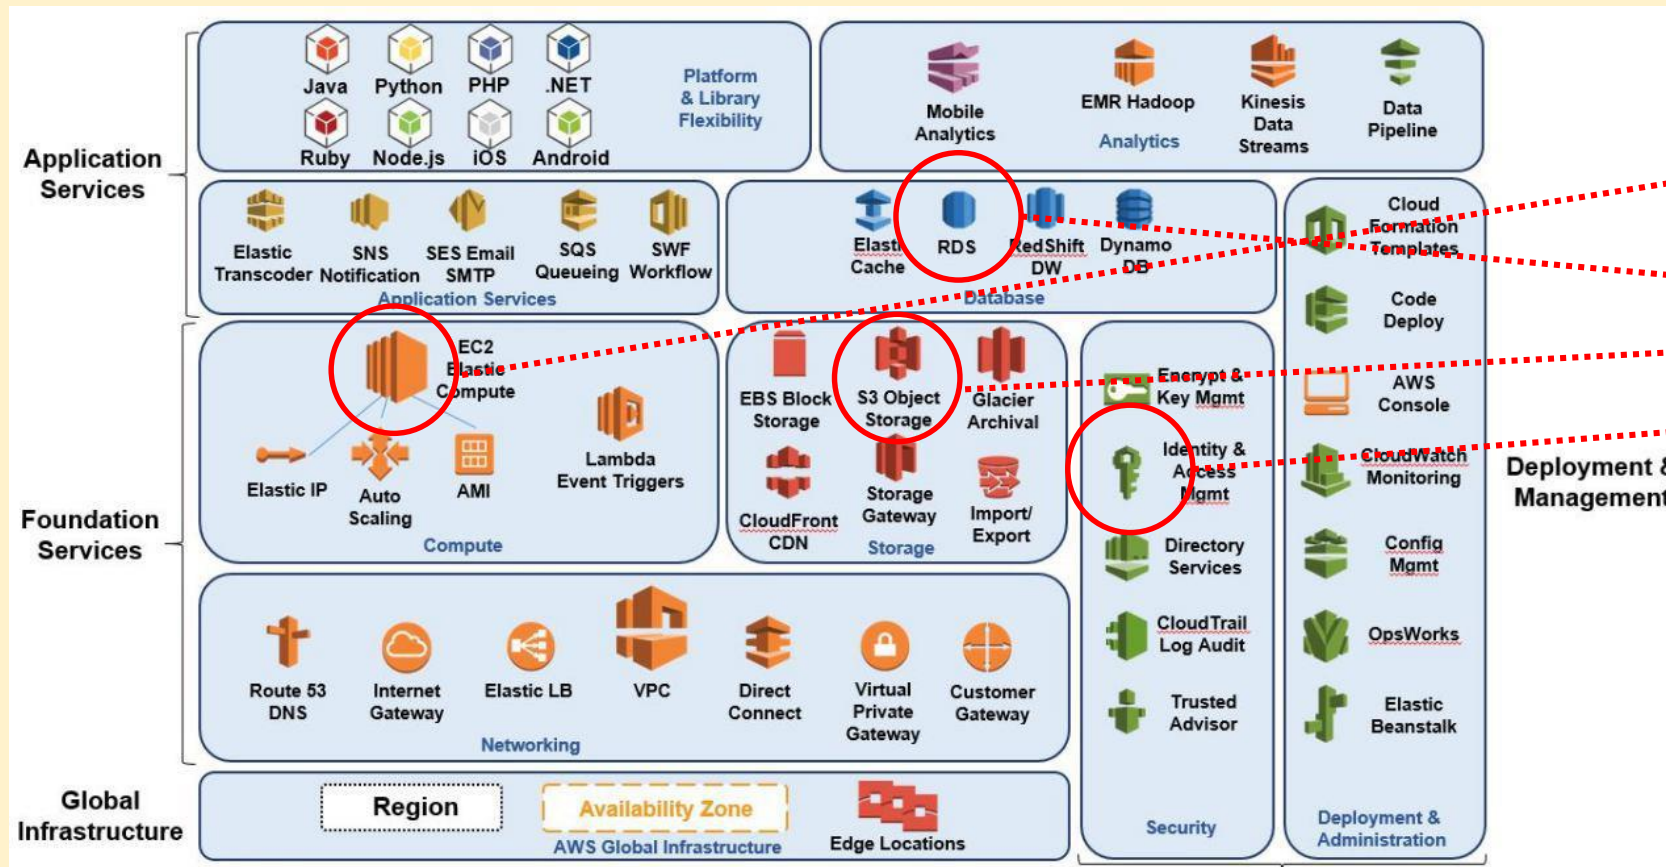 Application
Services
Java
Python
PHP
.NET
Ruby
Node.js
iOS
Android
Platform
& Library
Flexibility
Mobile
Analytics
EMR Hadoop
Kinesis
Data
Streams
Data
Pipeline
Analytics
Elastic
Transcoder
SNS
Notification
SES Email
SMTP
SQS
Queueing
SWF
Workflow
Application Services
Elasti
Cache
RDS
RedShift
DW
Dynamo
DB
Database
Cloud
Formation
Templates
Code
Deploy
AWS
Console
CloudWatch
Monitoring
Config
Mgmt
OpsWorks
Elastic
Beanstalk
Deployment &
Administration
Foundation
Services
EC2
Elastic
Compute
Elastic IP
Auto
Scaling
AMI
Lambda
Event Triggers
Compute
EBS Block
Storage
S3 Object
Storage
Glacier
Archival
CloudFront
CDN
Storage
Gateway
Import/
Export
Storage
Encrypt &
Key Mgmt
Identity &
Access
Mgmt
Directory
Services
CloudTrail
Log Audit
Trusted
Advisor
Security
Deployment &
Management
Route 53
DNS
Internet
Gateway
Elastic LB
VPC
Direct
Connect
Virtual
Private
Gateway
Customer
Gateway
Networking
Global
Infrastructure
Region
Availability Zone
Edge Locations
AWS Global Infrastructure